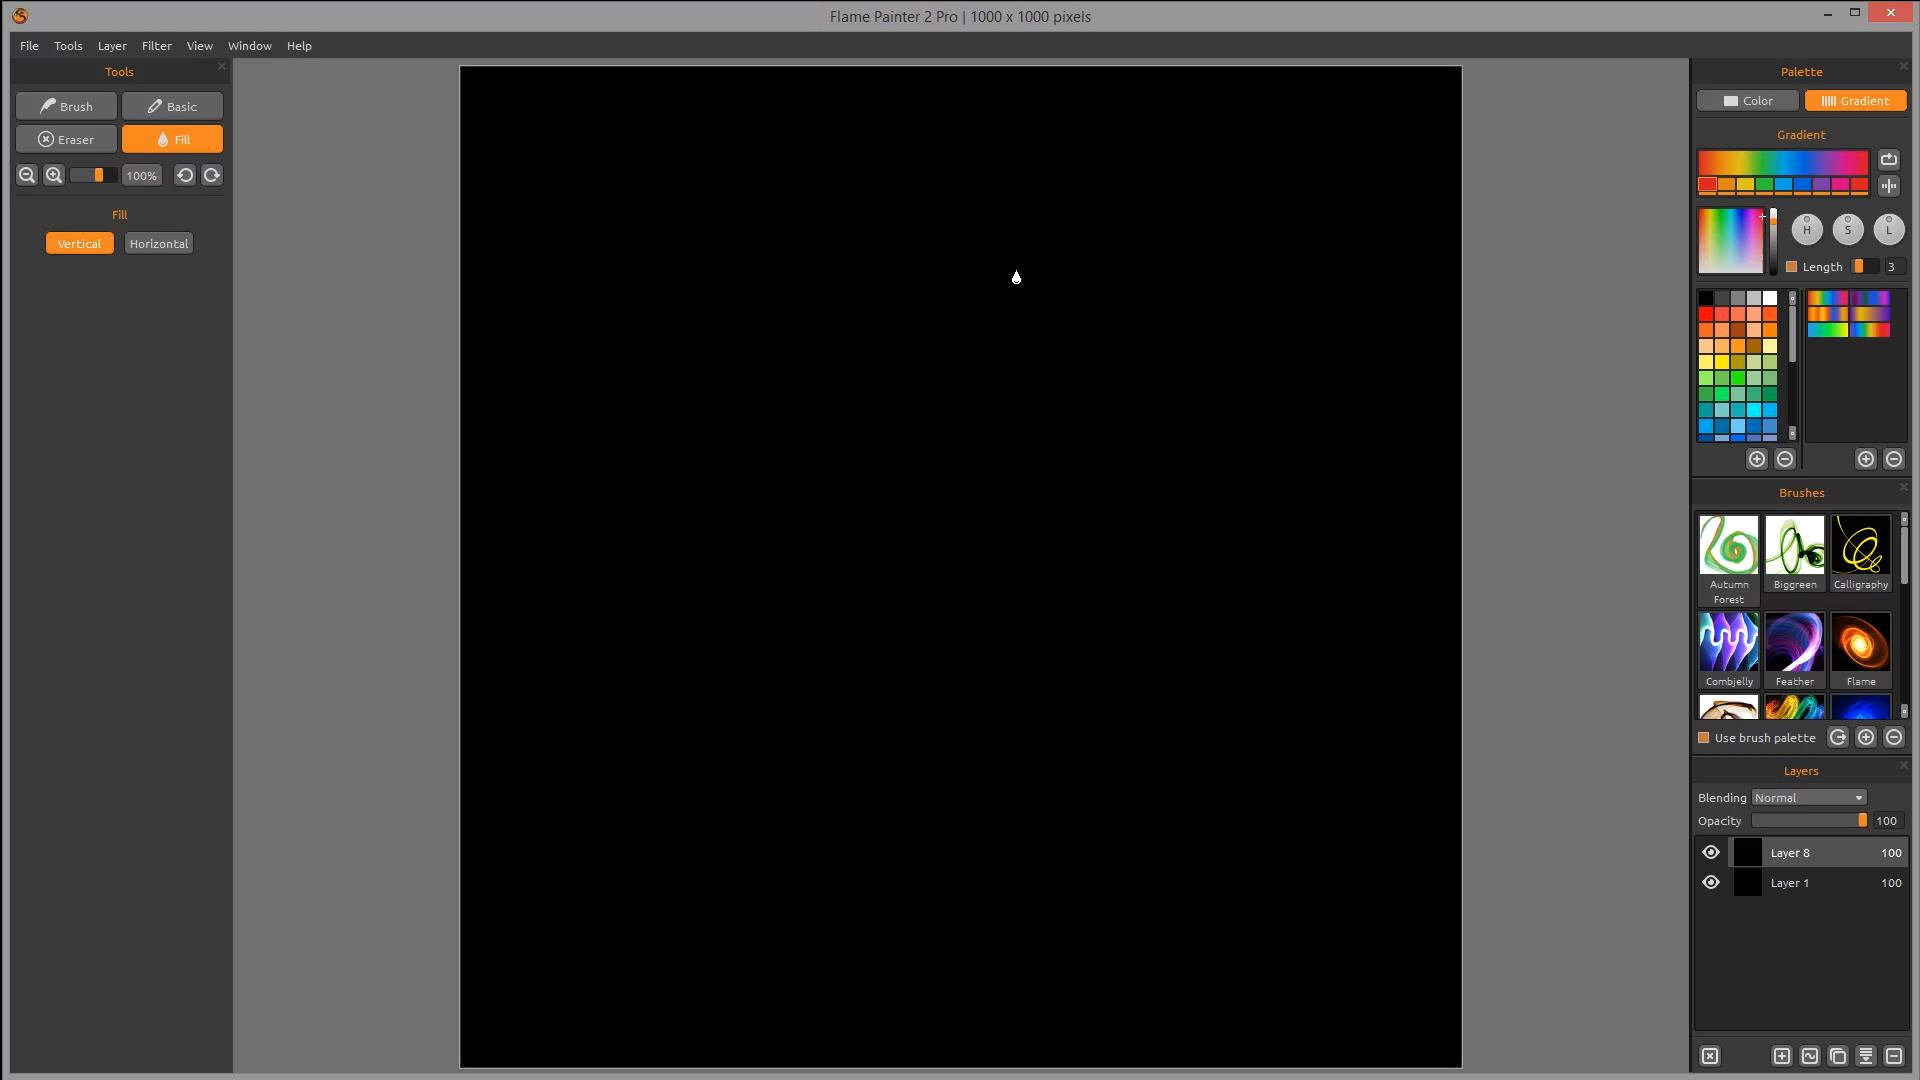 Flame Painter 2 Pro | 1000 x 1000 pixels
File Tools Layer Filter View Window Help
Tools
Brush Basic
Eraser Fill
100%
Fill
Vertical Horizontal
Palette
Color Gradient
Gradient
H S L
Length 3
Brushes
Autumn Forest
Biggreen
Calligraphy
Combjelly
Feather
Flame
Use brush palette
Layers
Blending Normal
Opacity 100
Layer 8 100
Layer 1 100